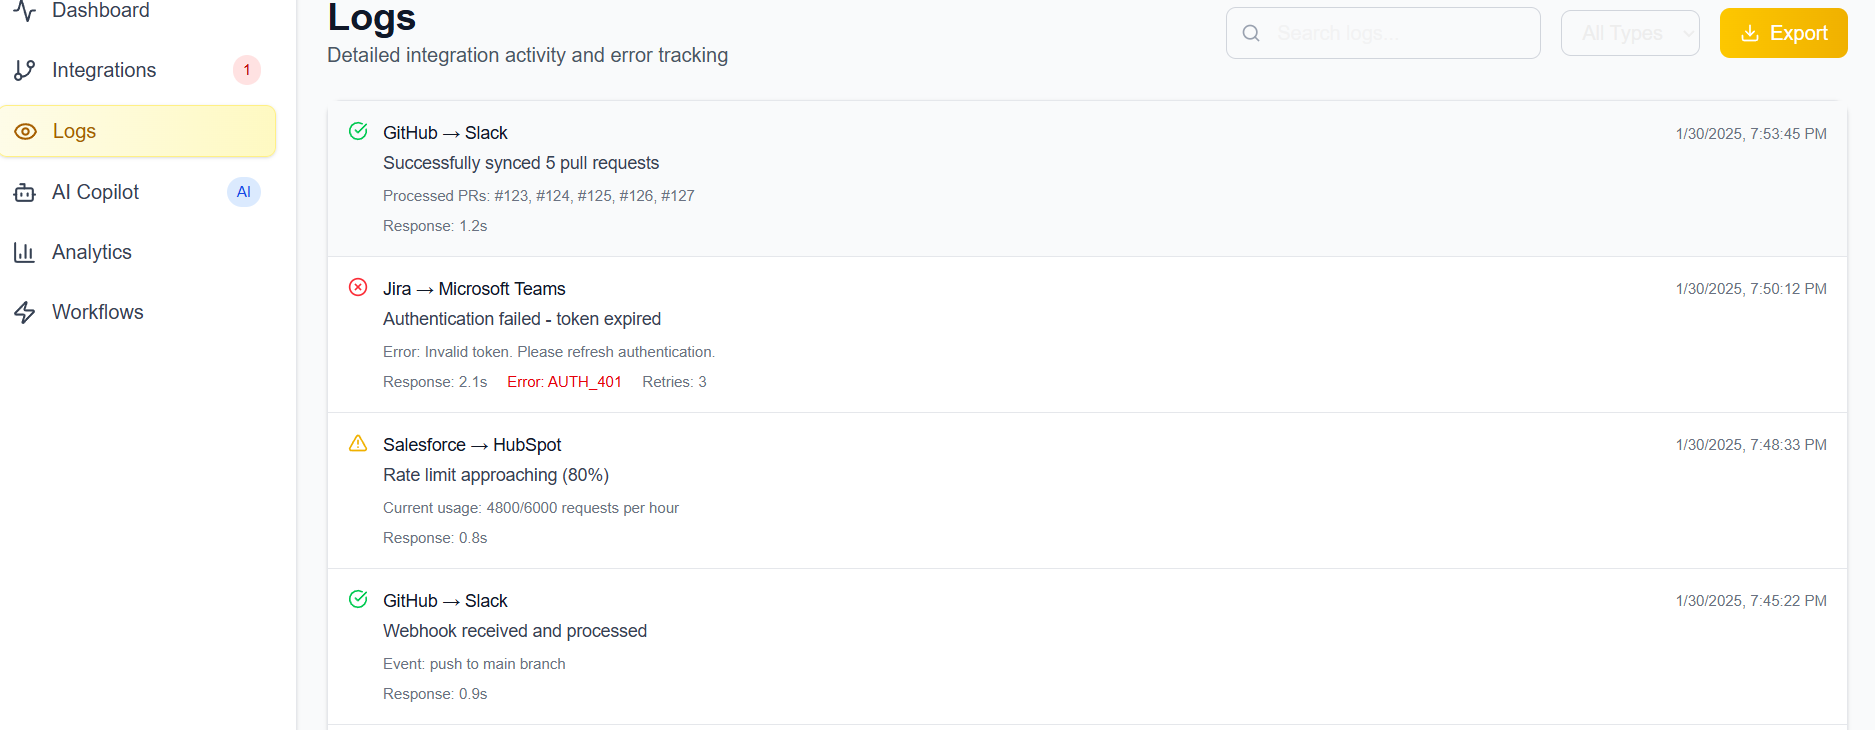 Dashboard
Integrations 1
Logs
AI Copilot AI
Analytics
Workflows
Logs
Detailed integration activity and error tracking
Search logs...
All Types
Export
GitHub → Slack 1/30/2025, 7:53:45 PM
Successfully synced 5 pull requests
Processed PRs: #123, #124, #125, #126, #127
Response: 1.2s
Jira → Microsoft Teams 1/30/2025, 7:50:12 PM
Authentication failed - token expired
Error: Invalid token. Please refresh authentication.
Response: 2.1s Error: AUTH_401 Retries: 3
Salesforce → HubSpot 1/30/2025, 7:48:33 PM
Rate limit approaching (80%)
Current usage: 4800/6000 requests per hour
Response: 0.8s
GitHub → Slack 1/30/2025, 7:45:22 PM
Webhook received and processed
Event: push to main branch
Response: 0.9s